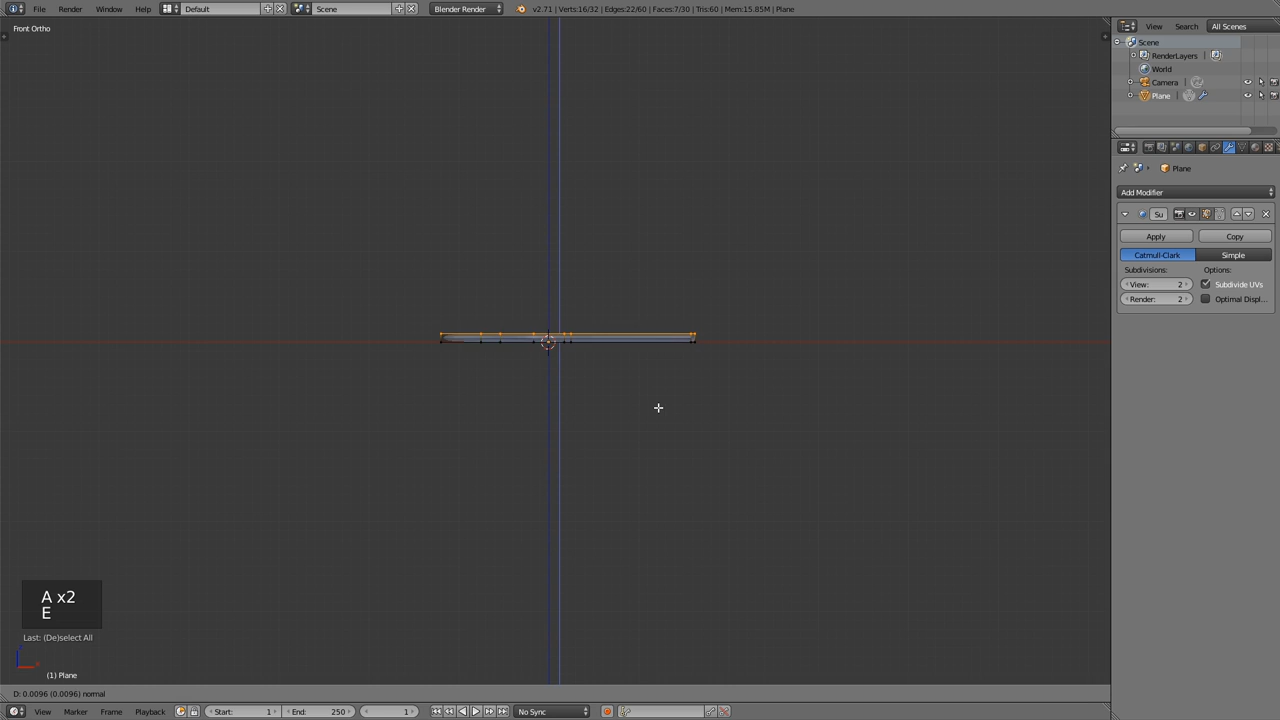 File Render Window Help Default Scene Blender Render v2.71 | Verts:16/32 | Edges:22/60 | Faces:7/30 | Tris:60 | Mem:15.85M | Plane
Front Ortho
View Search All Scenes
Scene
RenderLayers |
World
Camera |
Plane |
Plane
Add Modifier
Su
Apply Copy
Catmull-Clark Simple
Subdivisions: Options:
View: 2 Subdivide UVs
Render: 2 Optimal Displ...
A x2
E
Last: (De)select All
(1) Plane
D: 0.0096 (0.0096) normal
View Marker Frame Playback Start: 1 End: 250 1 No Sync